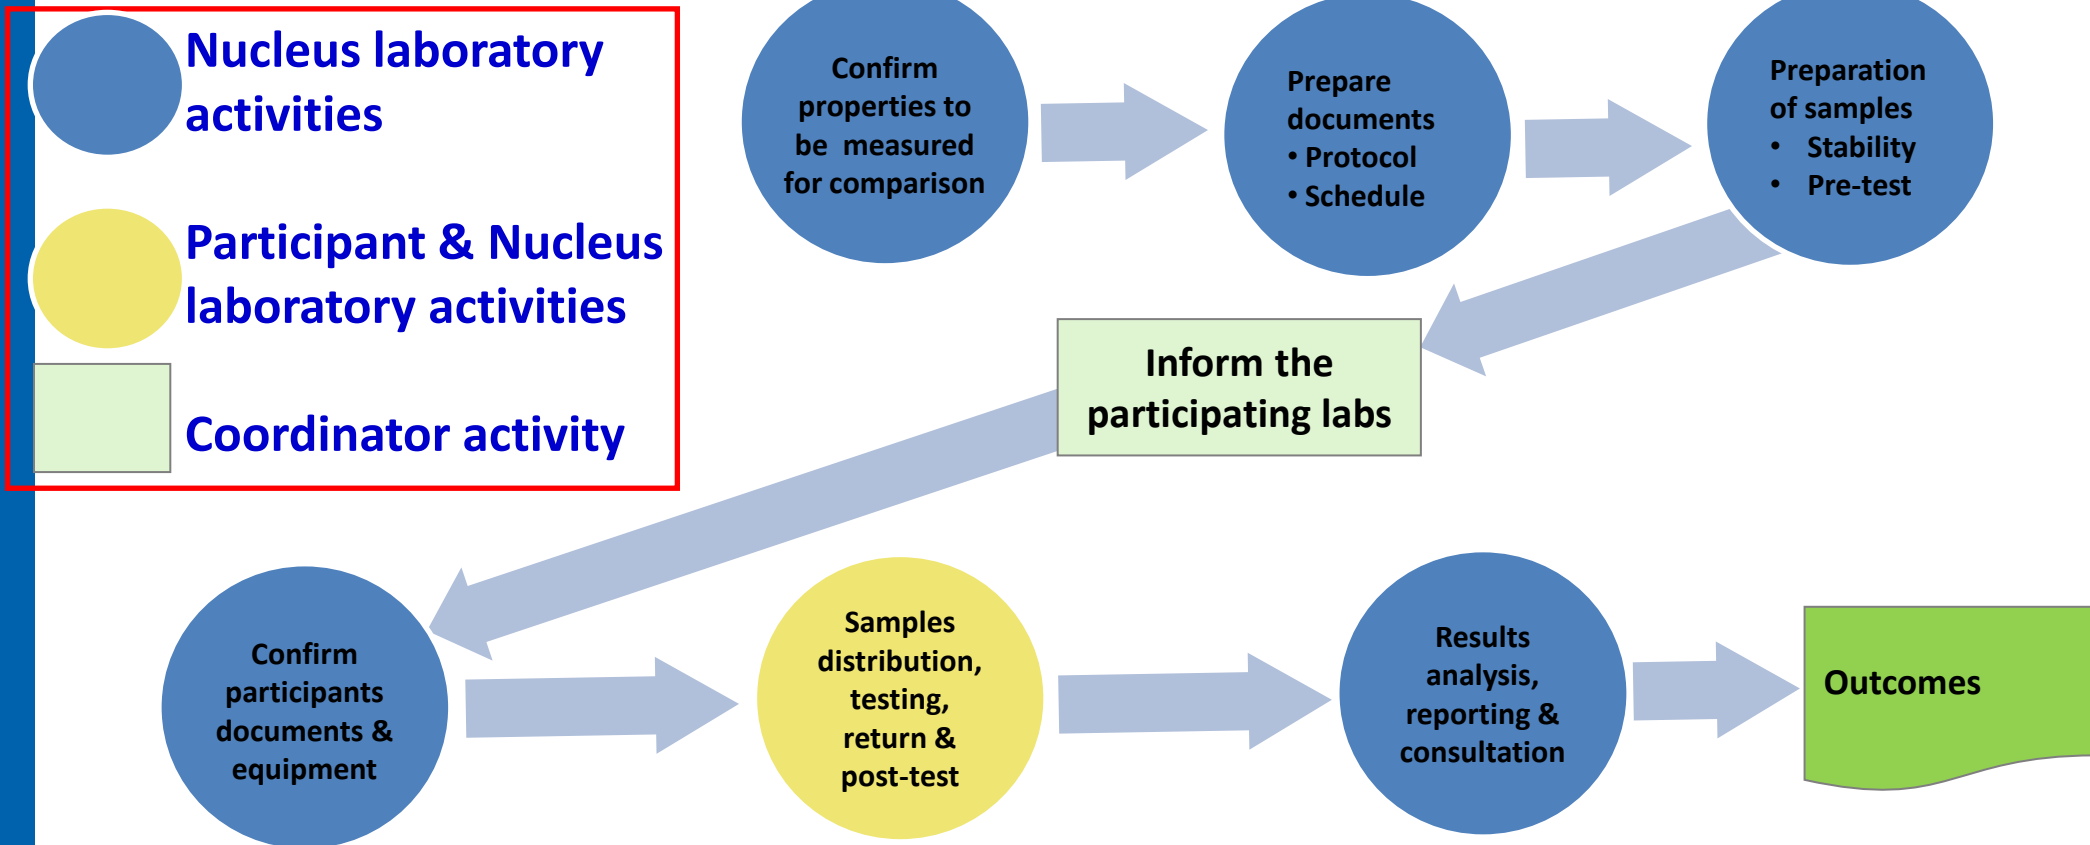 Nucleus laboratory
activities
Participant & Nucleus
laboratory activities
Coordinator activity
Confirm
properties to
be measured
for comparison
Prepare
documents
• Protocol
• Schedule
Preparation
of samples
• Stability
• Pre-test
Inform the
participating labs
Confirm
participants
documents &
equipment
Samples
distribution,
testing,
return &
post-test
Results
analysis,
reporting &
consultation
Outcomes